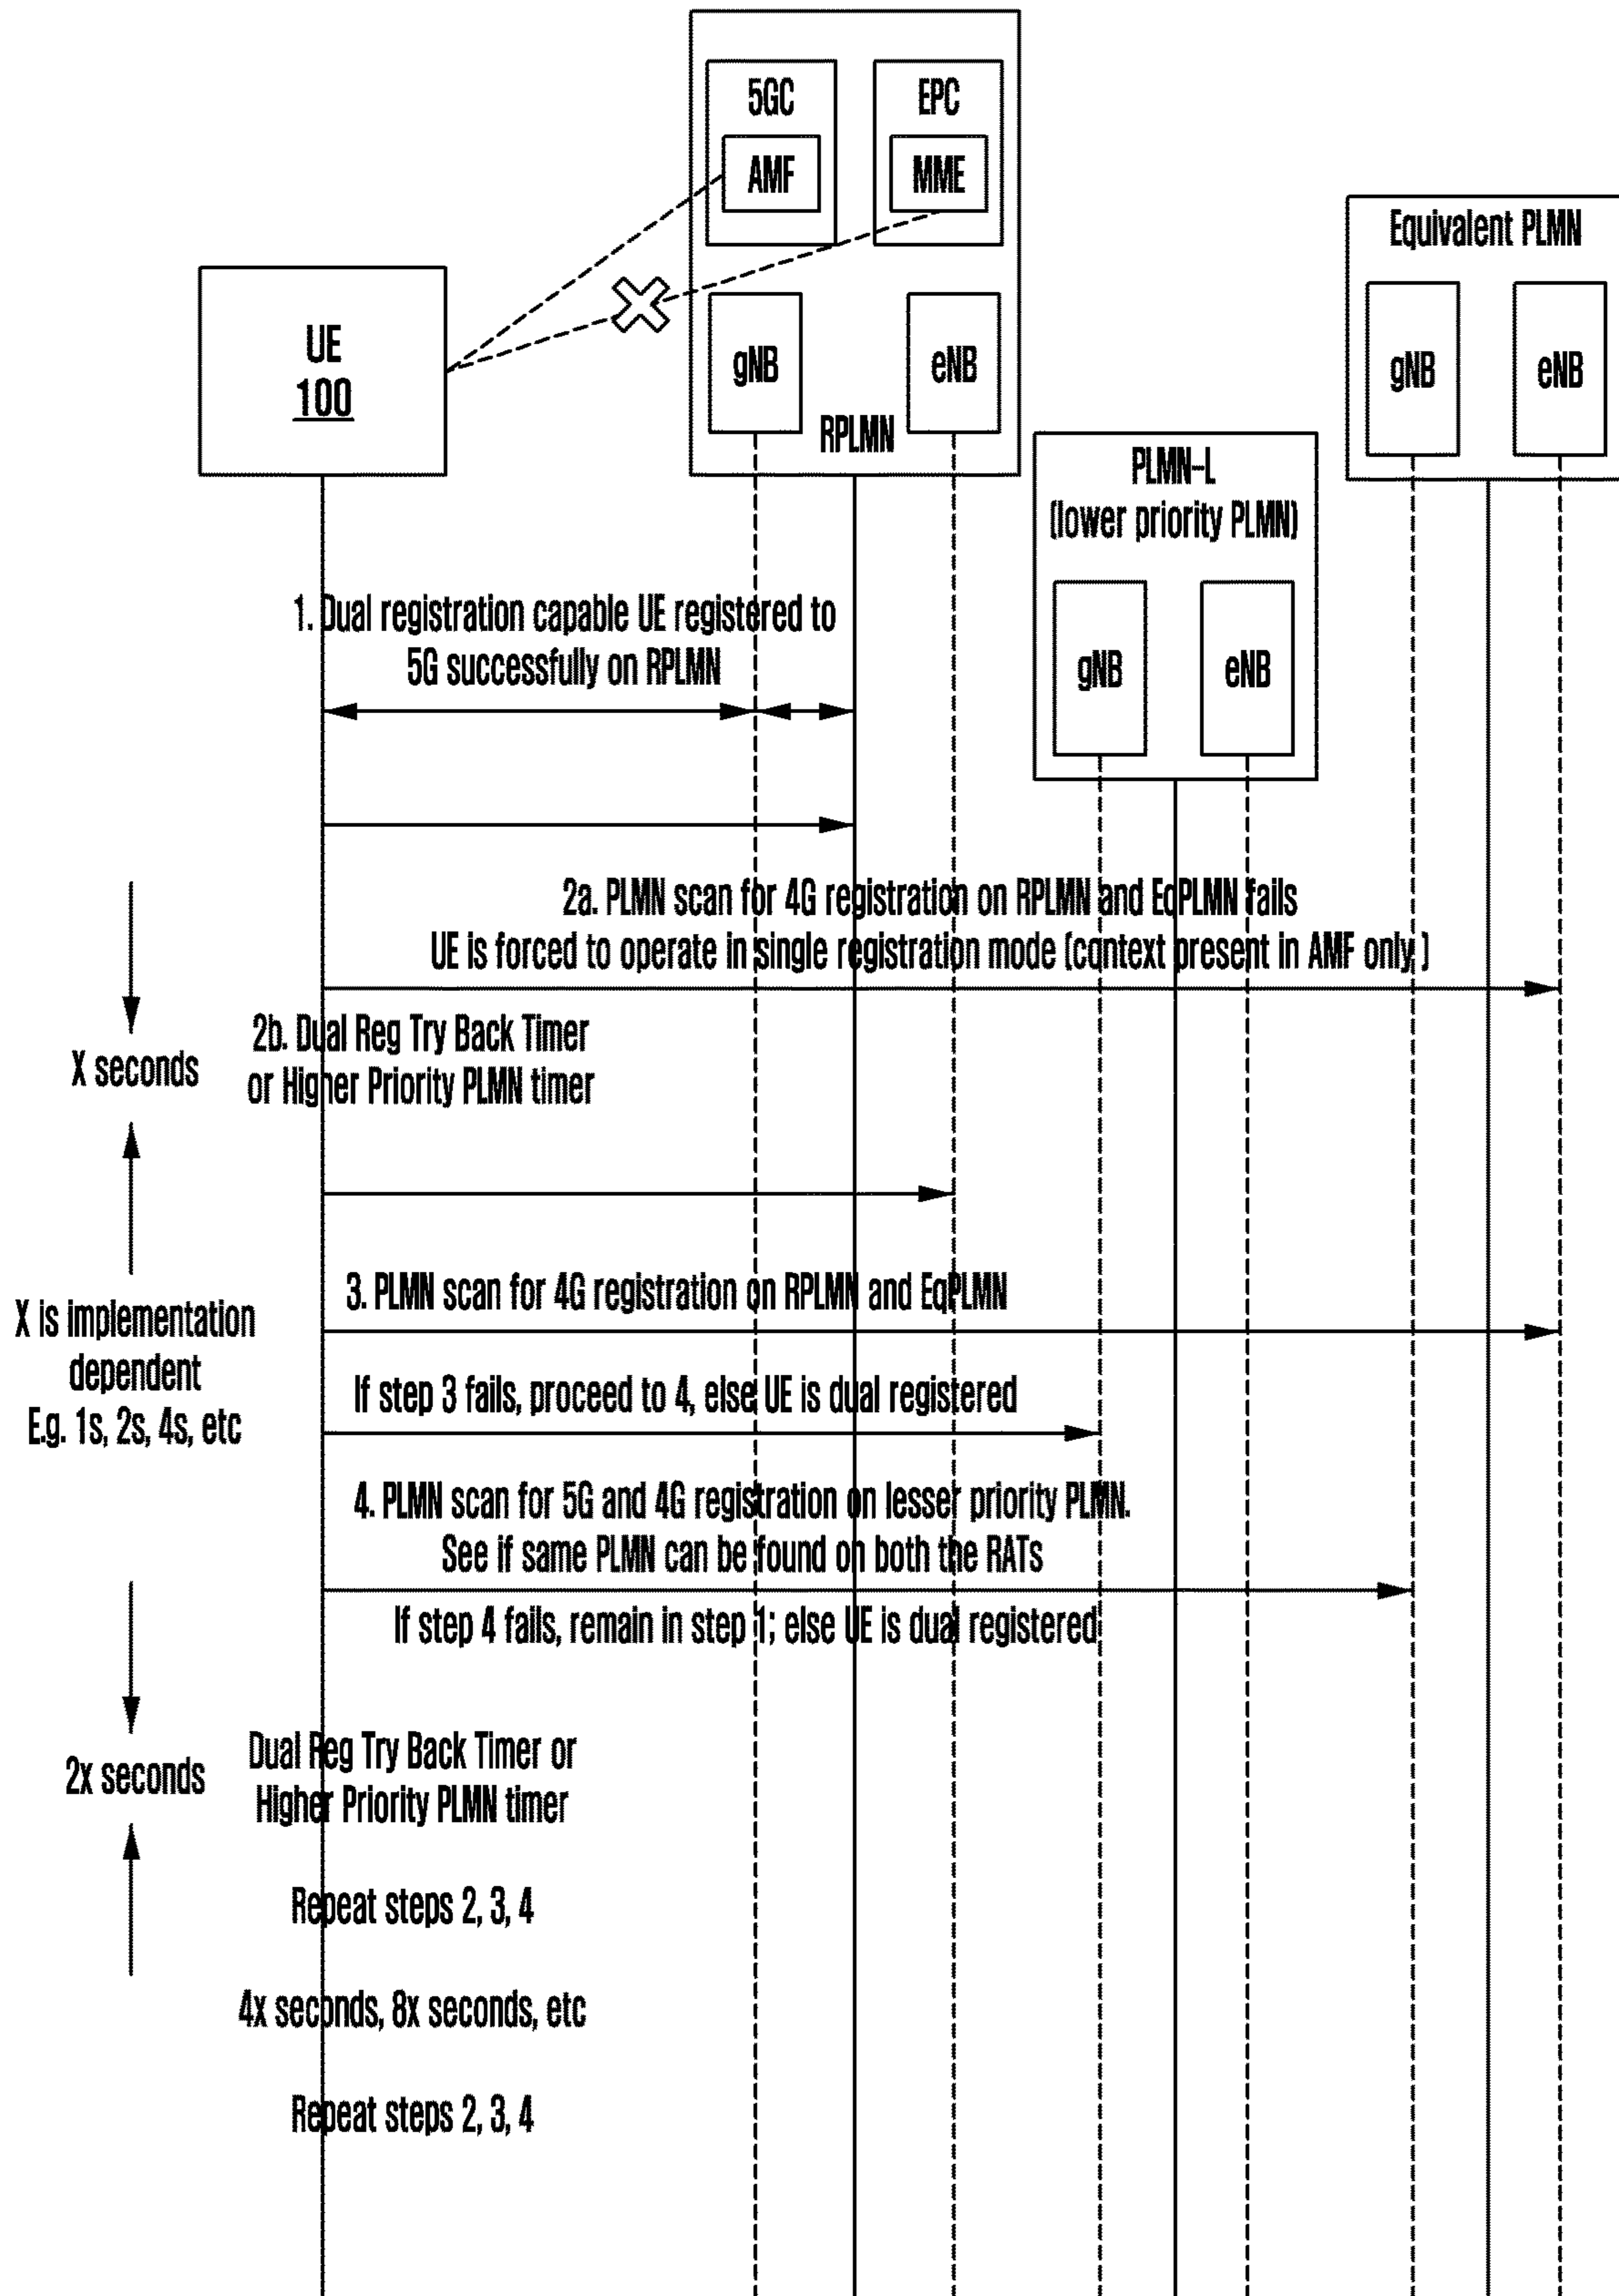 5GC
EPC
AMF
MME
Equivalent PLMN
UE
100
gNB
eNB
gNB
eNB
RPLMN
PLMN-L
(lower priority PLMN)
gNB
eNB
1. Dual registration capable UE registered to
5G successfully on RPLMN
2a. PLMN scan for 4G registration on RPLMN and EqPLMN fails
UE is forced to operate in single registration mode (context present in AMF only )
X seconds
2b. Dual Reg Try Back Timer
or Higher Priority PLMN timer
X is implementation
dependent
E.g. 1s, 2s, 4s, etc
3. PLMN scan for 4G registration on RPLMN and EqPLMN
If step 3 fails, proceed to 4, else UE is dual registered
4. PLMN scan for 5G and 4G registration on lesser priority PLMN.
See if same PLMN can be found on both the RATs
If step 4 fails, remain in step 1; else UE is dual registered
2x seconds
Dual Reg Try Back Timer or
Higher Priority PLMN timer
Repeat steps 2, 3, 4
4x seconds, 8x seconds, etc
Repeat steps 2, 3, 4